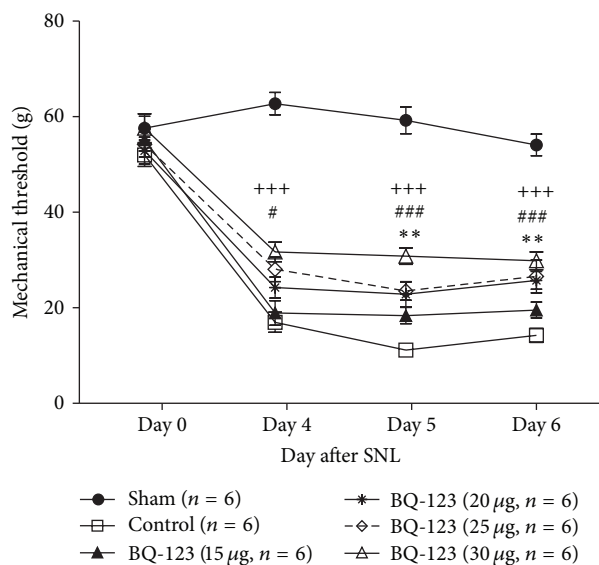 80
60
40
20
0
Mechanical threshold (g)
+++
#
+++
###
**
+++
###
**
Day 0 Day 4 Day 5 Day 6
Day after SNL
Sham (n = 6)
Control (n = 6)
BQ-123 (15 μg, n = 6)
BQ-123 (20 μg, n = 6)
BQ-123 (25 μg, n = 6)
BQ-123 (30 μg, n = 6)